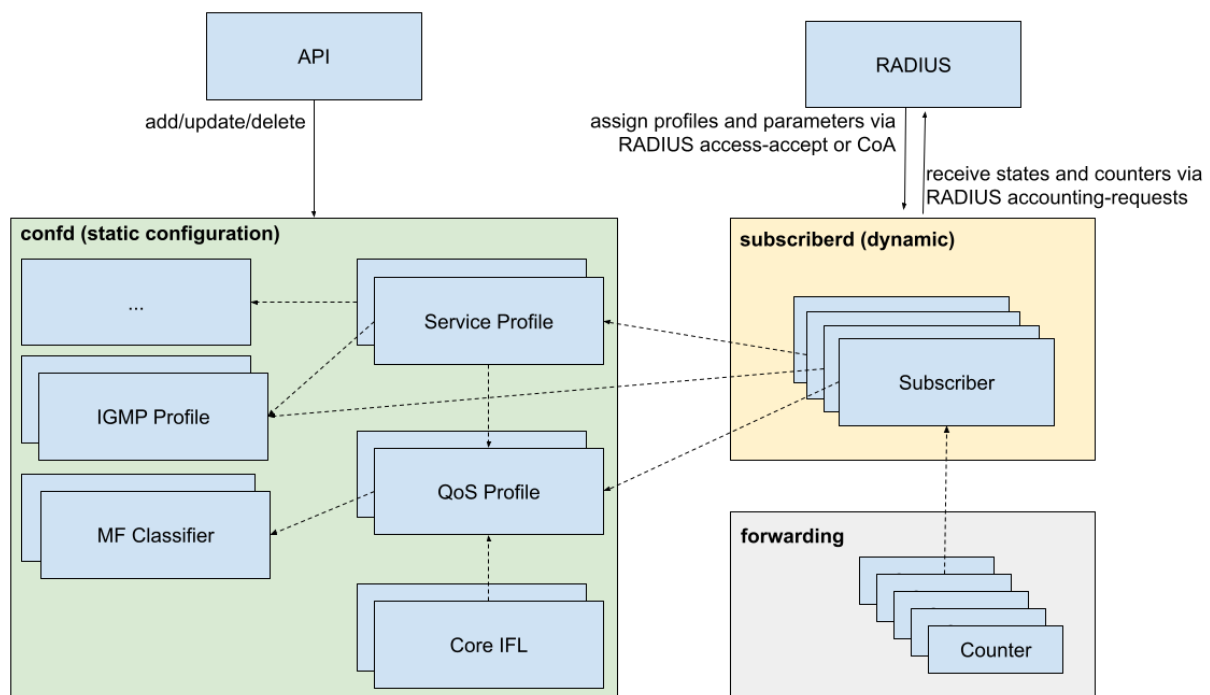 API
RADIUS
add/update/delete
assign profiles and parameters via
RADIUS access-accept or CoA
receive states and counters via
RADIUS accounting-requests
confd (static configuration)
...
Service Profile
IGMP Profile
QoS Profile
MF Classifier
Core IFL
subscriberd (dynamic)
Subscriber
forwarding
Counter